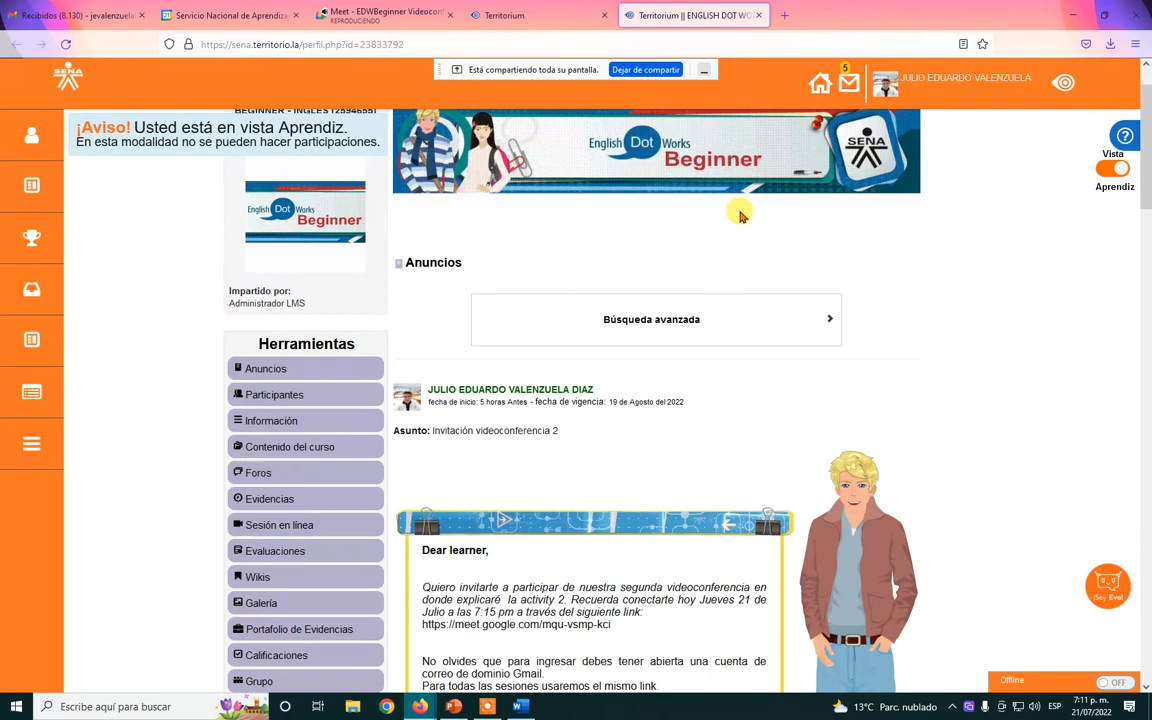 Recibidos (8.130) - jevalenzuela
Servicio Nacional de Aprendiza
Meet - EDWBeginner Videoconf
REPRODUCIENDO
Territorium
Territorium || ENGLISH DOT WO
https://sena.territorio.la/perfil.php?id=23833792
Está compartiendo toda su pantalla.
Dejar de compartir
SENA
5
JULIO EDUARDO VALENZUELA
BEGINNER - INGLES (2594655)
¡Aviso! Usted está en vista Aprendiz.
En esta modalidad no se pueden hacer participaciones.
English Dot Works
Beginner
SENA
Vista
Aprendiz
English Dot Works
Beginner
Impartido por:
Administrador LMS
Anuncios
Búsqueda avanzada
Herramientas
Anuncios
Participantes
Información
Contenido del curso
Foros
Evidencias
Sesión en línea
Evaluaciones
Wikis
Galería
Portafolio de Evidencias
Calificaciones
Grupo
JULIO EDUARDO VALENZUELA DIAZ
fecha de inicio: 5 horas Antes - fecha de vigencia: 19 de Agosto del 2022
Asunto: Invitación videoconferencia 2
Dear learner,
Quiero invitarte a participar de nuestra segunda videoconferencia en
donde explicaré la activity 2. Recuerda conectarte hoy Jueves 21 de
Julio a las 7:15 pm a través del siguiente link:
https://meet.google.com/mqu-vsmp-kci
No olvides que para ingresar debes tener abierta una cuenta de
correo de dominio Gmail.
Para todas las sesiones usaremos el mismo link.
¡Soy Eva!
Offline
OFF
Escribe aquí para buscar
13°C Parc. nublado
ESP
7:11 p. m.
21/07/2022